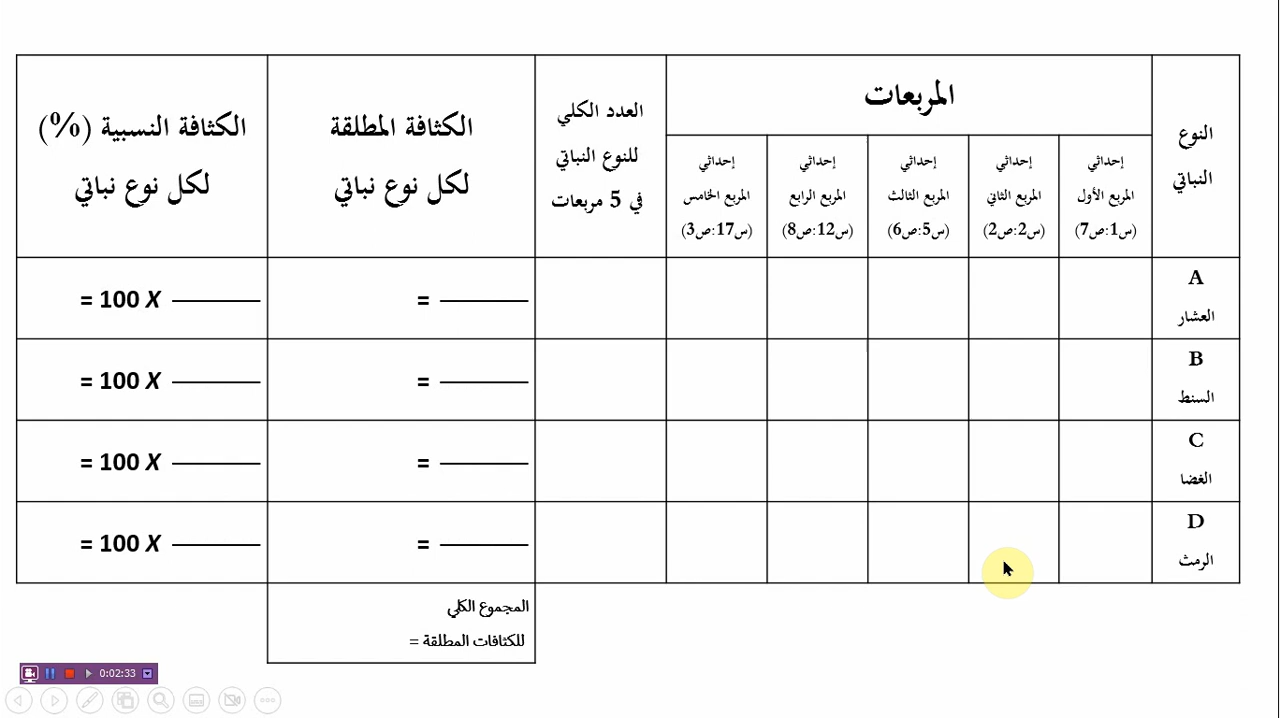 المربعات
النوع
النباتي
إحداثي
المربع الأول
(س1:ص7)
إحداثي
المربع الثاني
(س2:ص2)
إحداثي
المربع الثالث
(س5:ص6)
إحداثي
المربع الرابع
(س12:ص8)
إحداثي
المربع الخامس
(س17:ص3)
العدد الكلي
للنوع النباتي
في 5 مربعات
الكثافة المطلقة
لكل نوع نباتي
الكثافة النسبية (%)
لكل نوع نباتي
A
العشار
=
= 100 X
B
السنط
=
= 100 X
C
الغضا
=
= 100 X
D
الرمث
=
= 100 X
المجموع الكلي
للكثافات المطلقة =
0:02:33